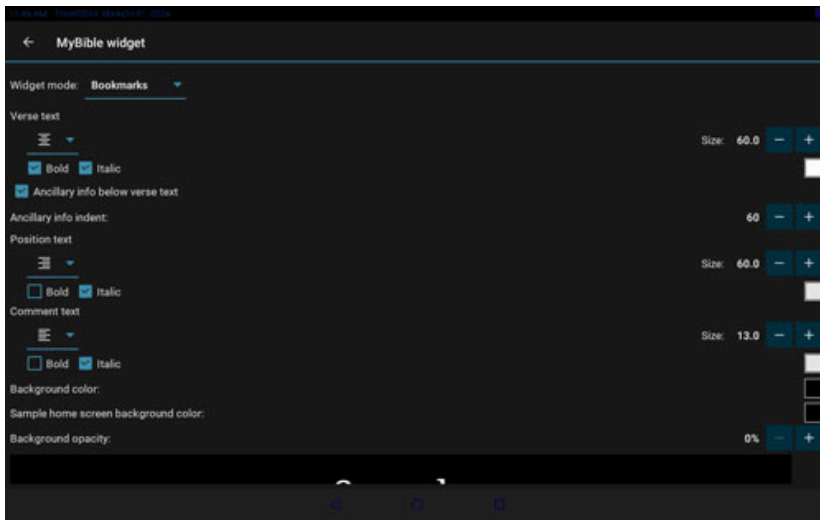 MyBible widget
Widget mode: Bookmarks
Verse text
Size: 60.0 − +
Bold Italic
Ancillary info below verse text
Ancillary info indent: 60 − +
Position text
Size: 60.0 − +
Bold Italic
Comment text
Size: 13.0 − +
Bold Italic
Background color:
Sample home screen background color:
Background opacity: 0% − +